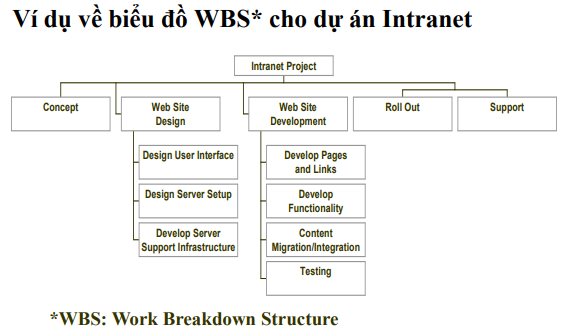 Ví dụ về biểu đồ WBS* cho dự án Intranet
Intranet Project
Concept
Web Site
Design
Web Site
Development
Roll Out
Support
Design User Interface
Design Server Setup
Develop Server
Support Infrastructure
Develop Pages
and Links
Develop
Functionality
Content
Migration/Integration
Testing
*WBS: Work Breakdown Structure